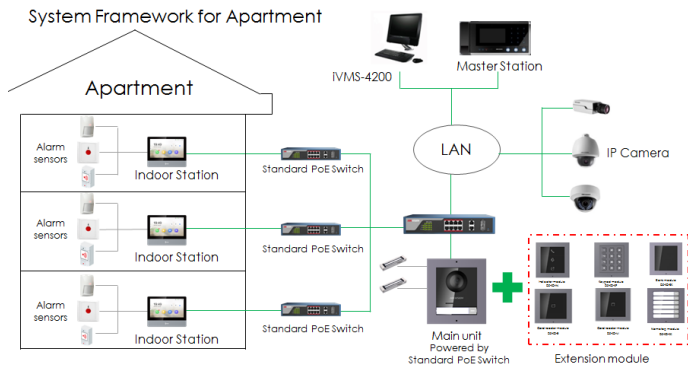 System Framework for Apartment
iVMS-4200
Master Station
Apartment
LAN
IP Camera
Alarm
sensors
Indoor Station
Standard PoE Switch
Alarm
sensors
Indoor Station
Standard PoE Switch
Alarm
sensors
Indoor Station
Standard PoE Switch
Main unit
Powered by
Standard PoE Switch
Extension module